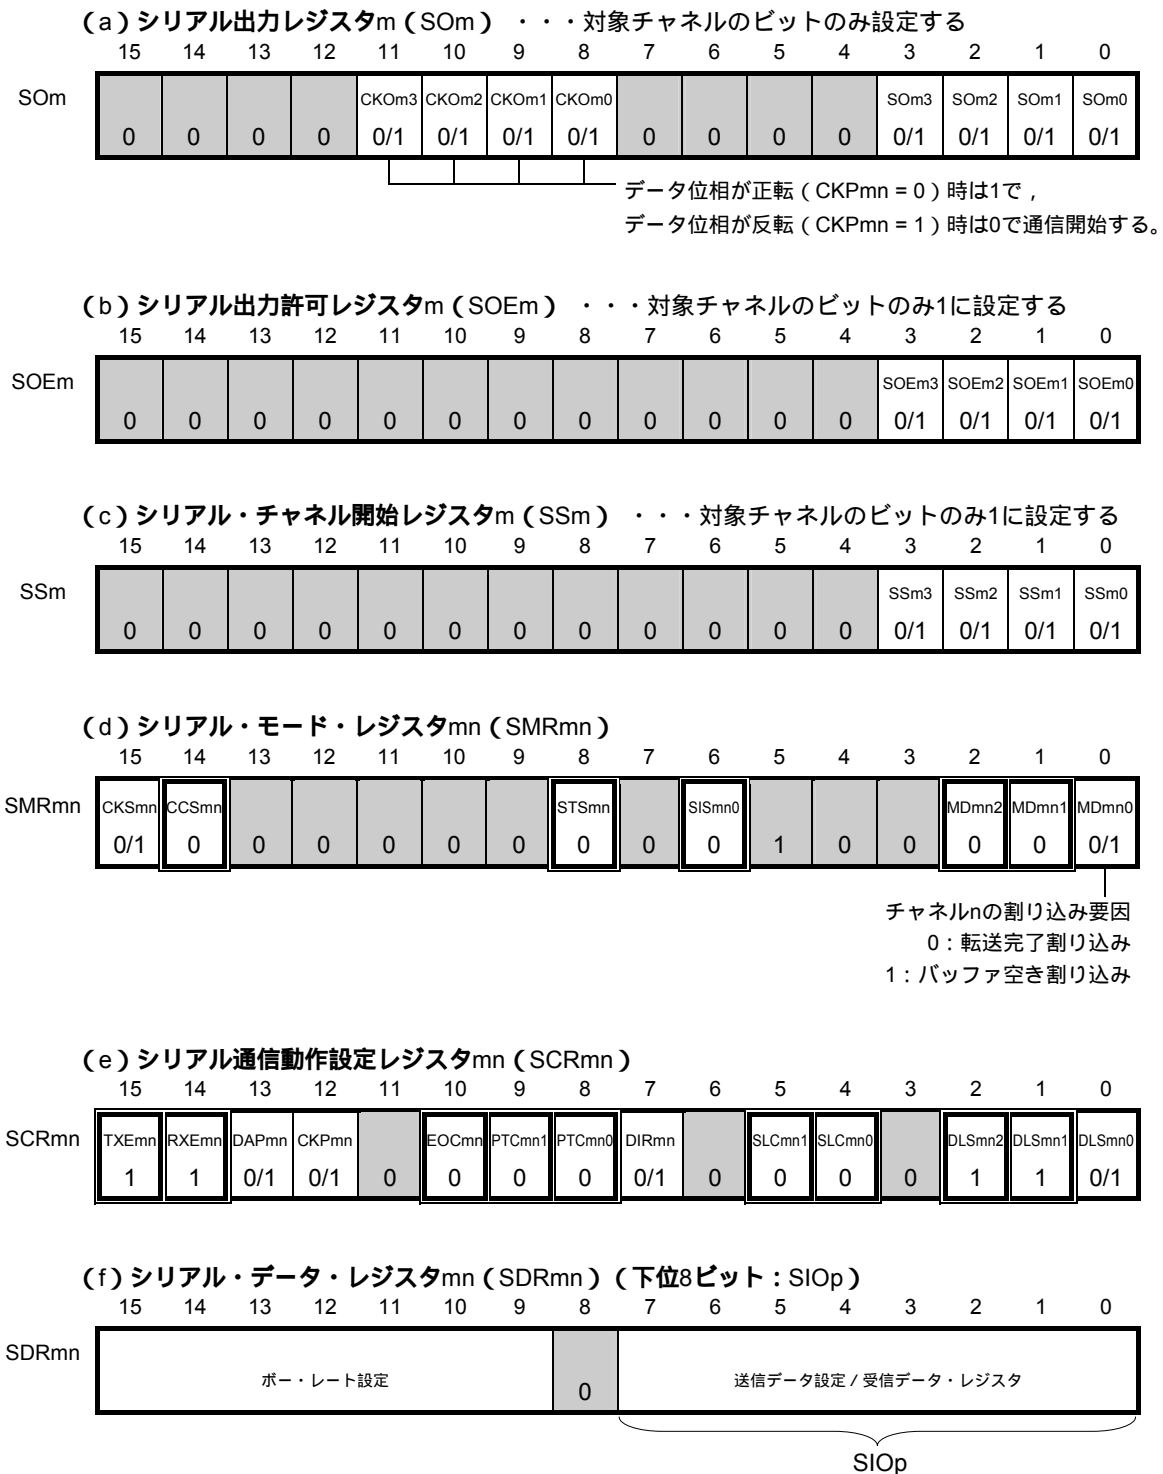 (a)シリアル出力レジスタm(SOm) ・・・対象チャネルのビットのみ設定する
15 14 13 12 11 10 9 8 7 6 5 4 3 2 1 0
SOm
CKOm3 CKOm2 CKOm1 CKOm0 SOm3 SOm2 SOm1 SOm0
0 0 0 0 0/1 0/1 0/1 0/1 0 0 0 0 0/1 0/1 0/1 0/1
データ位相が正転(CKPmn = 0)時は1で,
データ位相が反転(CKPmn = 1)時は0で通信開始する。
(b)シリアル出力許可レジスタm(SOEm) ・・・対象チャネルのビットのみ1に設定する
15 14 13 12 11 10 9 8 7 6 5 4 3 2 1 0
SOEm
SOEm3 SOEm2 SOEm1 SOEm0
0 0 0 0 0 0 0 0 0 0 0 0 0/1 0/1 0/1 0/1
(c)シリアル・チャネル開始レジスタm(SSm) ・・・対象チャネルのビットのみ1に設定する
15 14 13 12 11 10 9 8 7 6 5 4 3 2 1 0
SSm
SSm3 SSm2 SSm1 SSm0
0 0 0 0 0 0 0 0 0 0 0 0 0/1 0/1 0/1 0/1
(d)シリアル・モード・レジスタmn(SMRmn)
15 14 13 12 11 10 9 8 7 6 5 4 3 2 1 0
SMRmn
CKSmn CCSmn STSmn SISmn0 MDmn2 MDmn1 MDmn0
0/1 0 0 0 0 0 0 0 0 0 1 0 0 0 0 0/1
チャネルnの割り込み要因
0:転送完了割り込み
1:バッファ空き割り込み
(e)シリアル通信動作設定レジスタmn(SCRmn)
15 14 13 12 11 10 9 8 7 6 5 4 3 2 1 0
SCRmn
TXEmn RXEmn DAPmn CKPmn EOCmn PTCmn1 PTCmn0 DIRmn SLCmn1 SLCmn0 DLSmn2 DLSmn1 DLSmn0
1 1 0/1 0/1 0 0 0 0 0/1 0 0 0 0 1 1 0/1
(f)シリアル・データ・レジスタmn(SDRmn)(下位8ビット:SIOp)
15 14 13 12 11 10 9 8 7 6 5 4 3 2 1 0
SDRmn
ボー・レート設定 0 送信データ設定/受信データ・レジスタ
SIOp